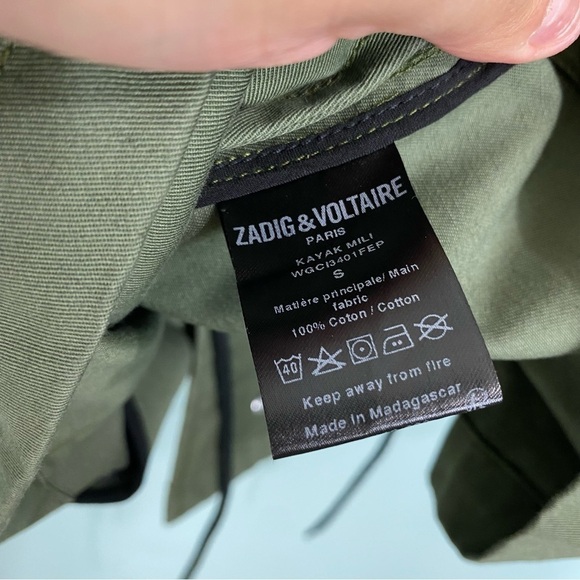 ZADIG & VOLTAIRE
PARIS
KAYAK MILI
WGCI3401FEP
S
Matière principale/ Main
fabric
100% Coton/ Cotton
40
Keep away from fire
Made in Madagascar